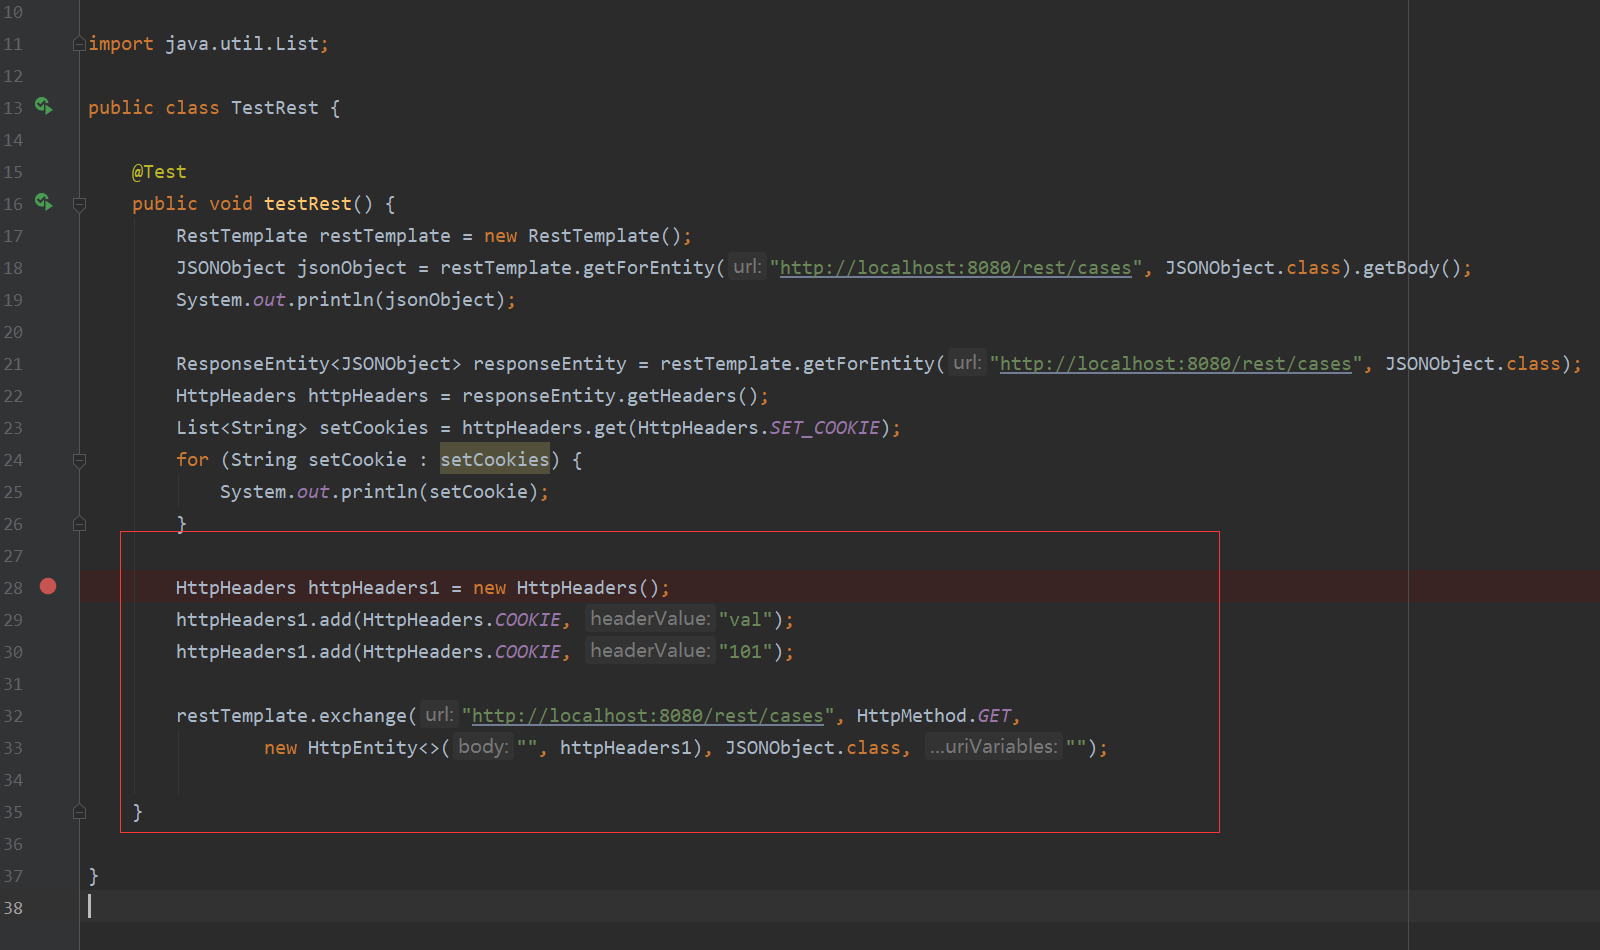 10
11 import java.util.List;
12
13 public class TestRest {
14
15 @Test
16 public void testRest() {
17 RestTemplate restTemplate = new RestTemplate();
18 JSONObject jsonObject = restTemplate.getForEntity( url: "http://localhost:8080/rest/cases", JSONObject.class).getBody();
19 System.out.println(jsonObject);
20
21 ResponseEntity<JSONObject> responseEntity = restTemplate.getForEntity( url: "http://localhost:8080/rest/cases", JSONObject.class);
22 HttpHeaders httpHeaders = responseEntity.getHeaders();
23 List<String> setCookies = httpHeaders.get(HttpHeaders.SET_COOKIE);
24 for (String setCookie : setCookies) {
25 System.out.println(setCookie);
26 }
27
28 HttpHeaders httpHeaders1 = new HttpHeaders();
29 httpHeaders1.add(HttpHeaders.COOKIE, headerValue: "val");
30 httpHeaders1.add(HttpHeaders.COOKIE, headerValue: "101");
31
32 restTemplate.exchange( url: "http://localhost:8080/rest/cases", HttpMethod.GET,
33 new HttpEntity<>( body: "", httpHeaders1), JSONObject.class, ...uriVariables: "");
34
35 }
36
37 }
38